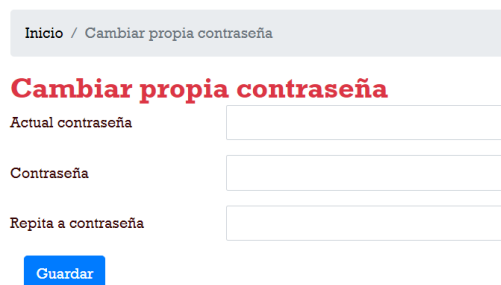 Inicio / Cambiar propia contraseña
Cambiar propia contraseña
Actual contraseña
Contraseña
Repita a contraseña
Guardar